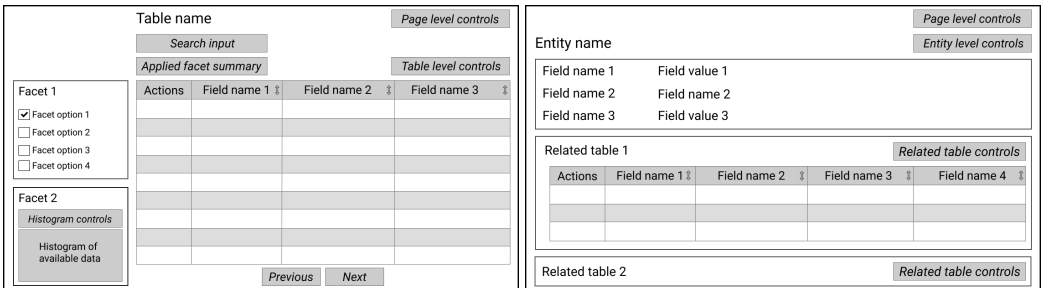 Table name
Page level controls
Search input
Applied facet summary
Table level controls
Facet 1
Facet option 1
Facet option 2
Facet option 3
Facet option 4
Facet 2
Histogram controls
Histogram of
available data
Actions Field name 1 Field name 2 Field name 3
Previous Next
Page level controls
Entity name
Entity level controls
Field name 1 Field value 1
Field name 2 Field name 2
Field name 3 Field value 3
Related table 1
Related table controls
Actions Field name 1 Field name 2 Field name 3 Field name 4
Related table 2
Related table controls